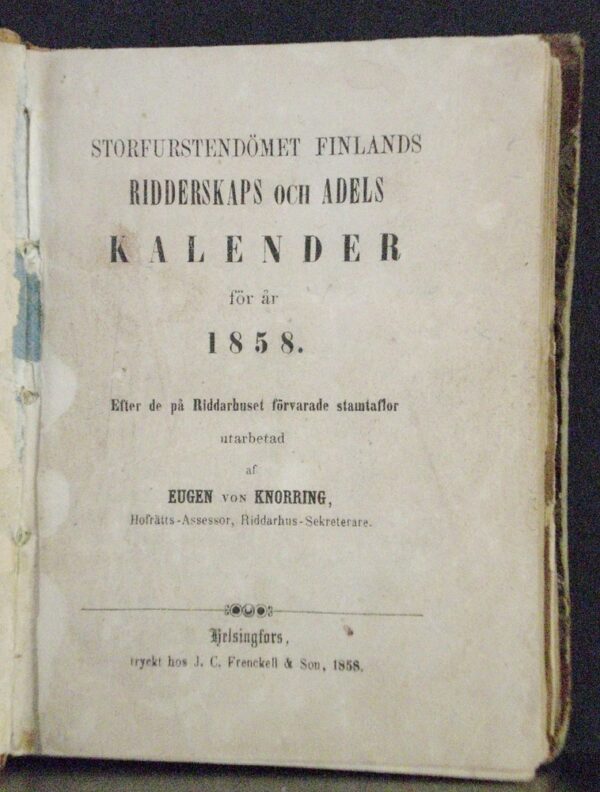 STORFURSTENDÖMET FINLANDS
RIDDERSKAPS OCH ADELS
KALENDER
för år
1858.
Efter de på Riddarhuset förvarade stamtaflor
utarbetad
af
EUGEN VON KNORRING,
Hofrätts-Assessor, Riddarhus-Sekreterare.
Helsingfors,
tryckt hos J. C. Frenckell & Son, 1858.